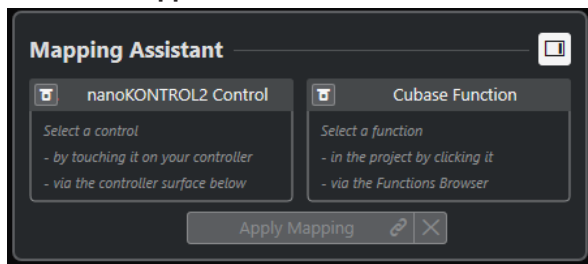 Mapping Assistant
nanoKONTROL2 Control
Cubase Function
Select a control
- by touching it on your controller
- via the controller surface below
Select a function
- in the project by clicking it
- via the Functions Browser
Apply Mapping